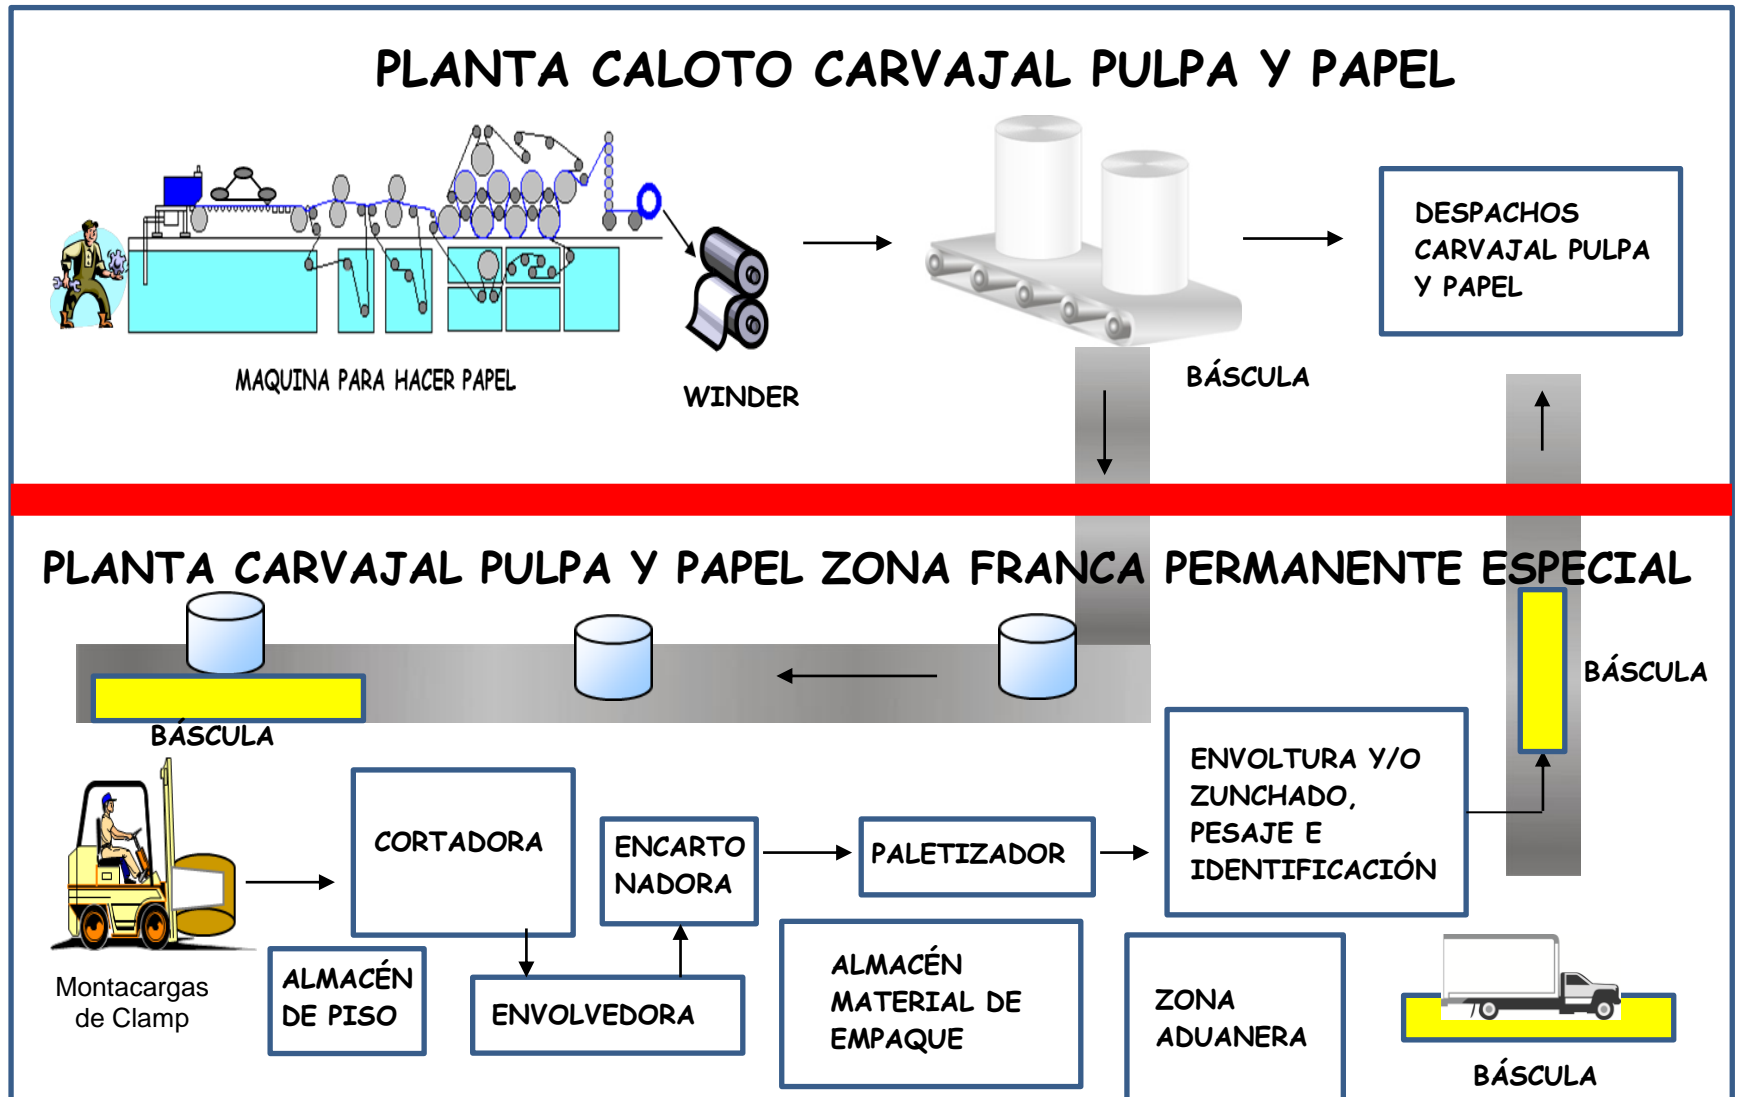 PLANTA CALOTO CARVAJAL PULPA Y PAPEL
MAQUINA PARA HACER PAPEL
WINDER
BÁSCULA
DESPACHOS
CARVAJAL PULPA
Y PAPEL
PLANTA CARVAJAL PULPA Y PAPEL ZONA FRANCA PERMANENTE ESPECIAL
BÁSCULA
BÁSCULA
Montacargas
de Clamp
ALMACÉN
DE PISO
CORTADORA
ENVOLVEDORA
ENCARTO
NADORA
PALETIZADOR
ALMACÉN
MATERIAL DE
EMPAQUE
ENVOLTURA Y/O
ZUNCHADO,
PESAJE E
IDENTIFICACIÓN
ZONA
ADUANERA
BÁSCULA